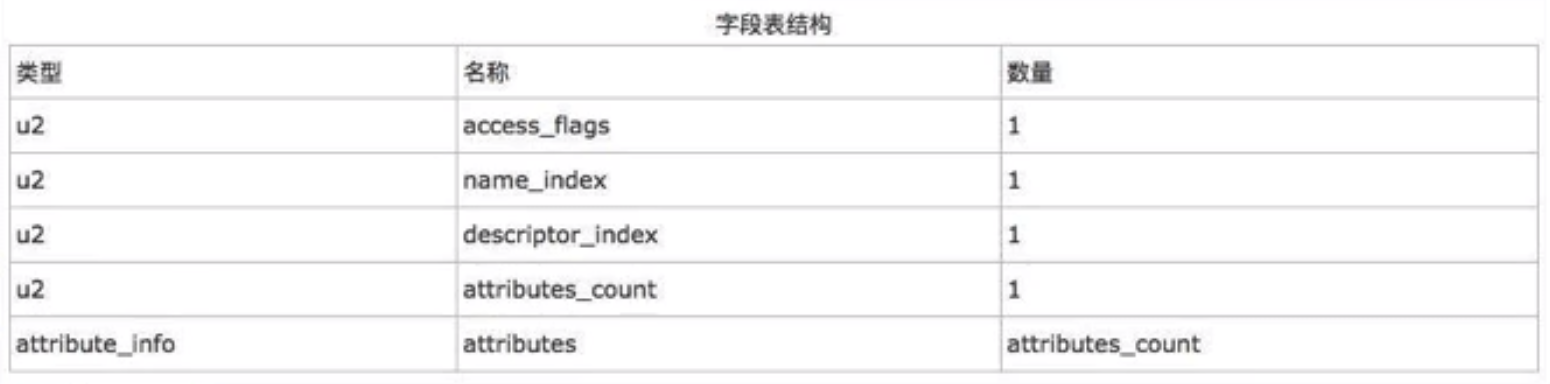 字段表结构
类型 名称 数量
u2 access_flags 1
u2 name_index 1
u2 descriptor_index 1
u2 attributes_count 1
attribute_info attributes attributes_count